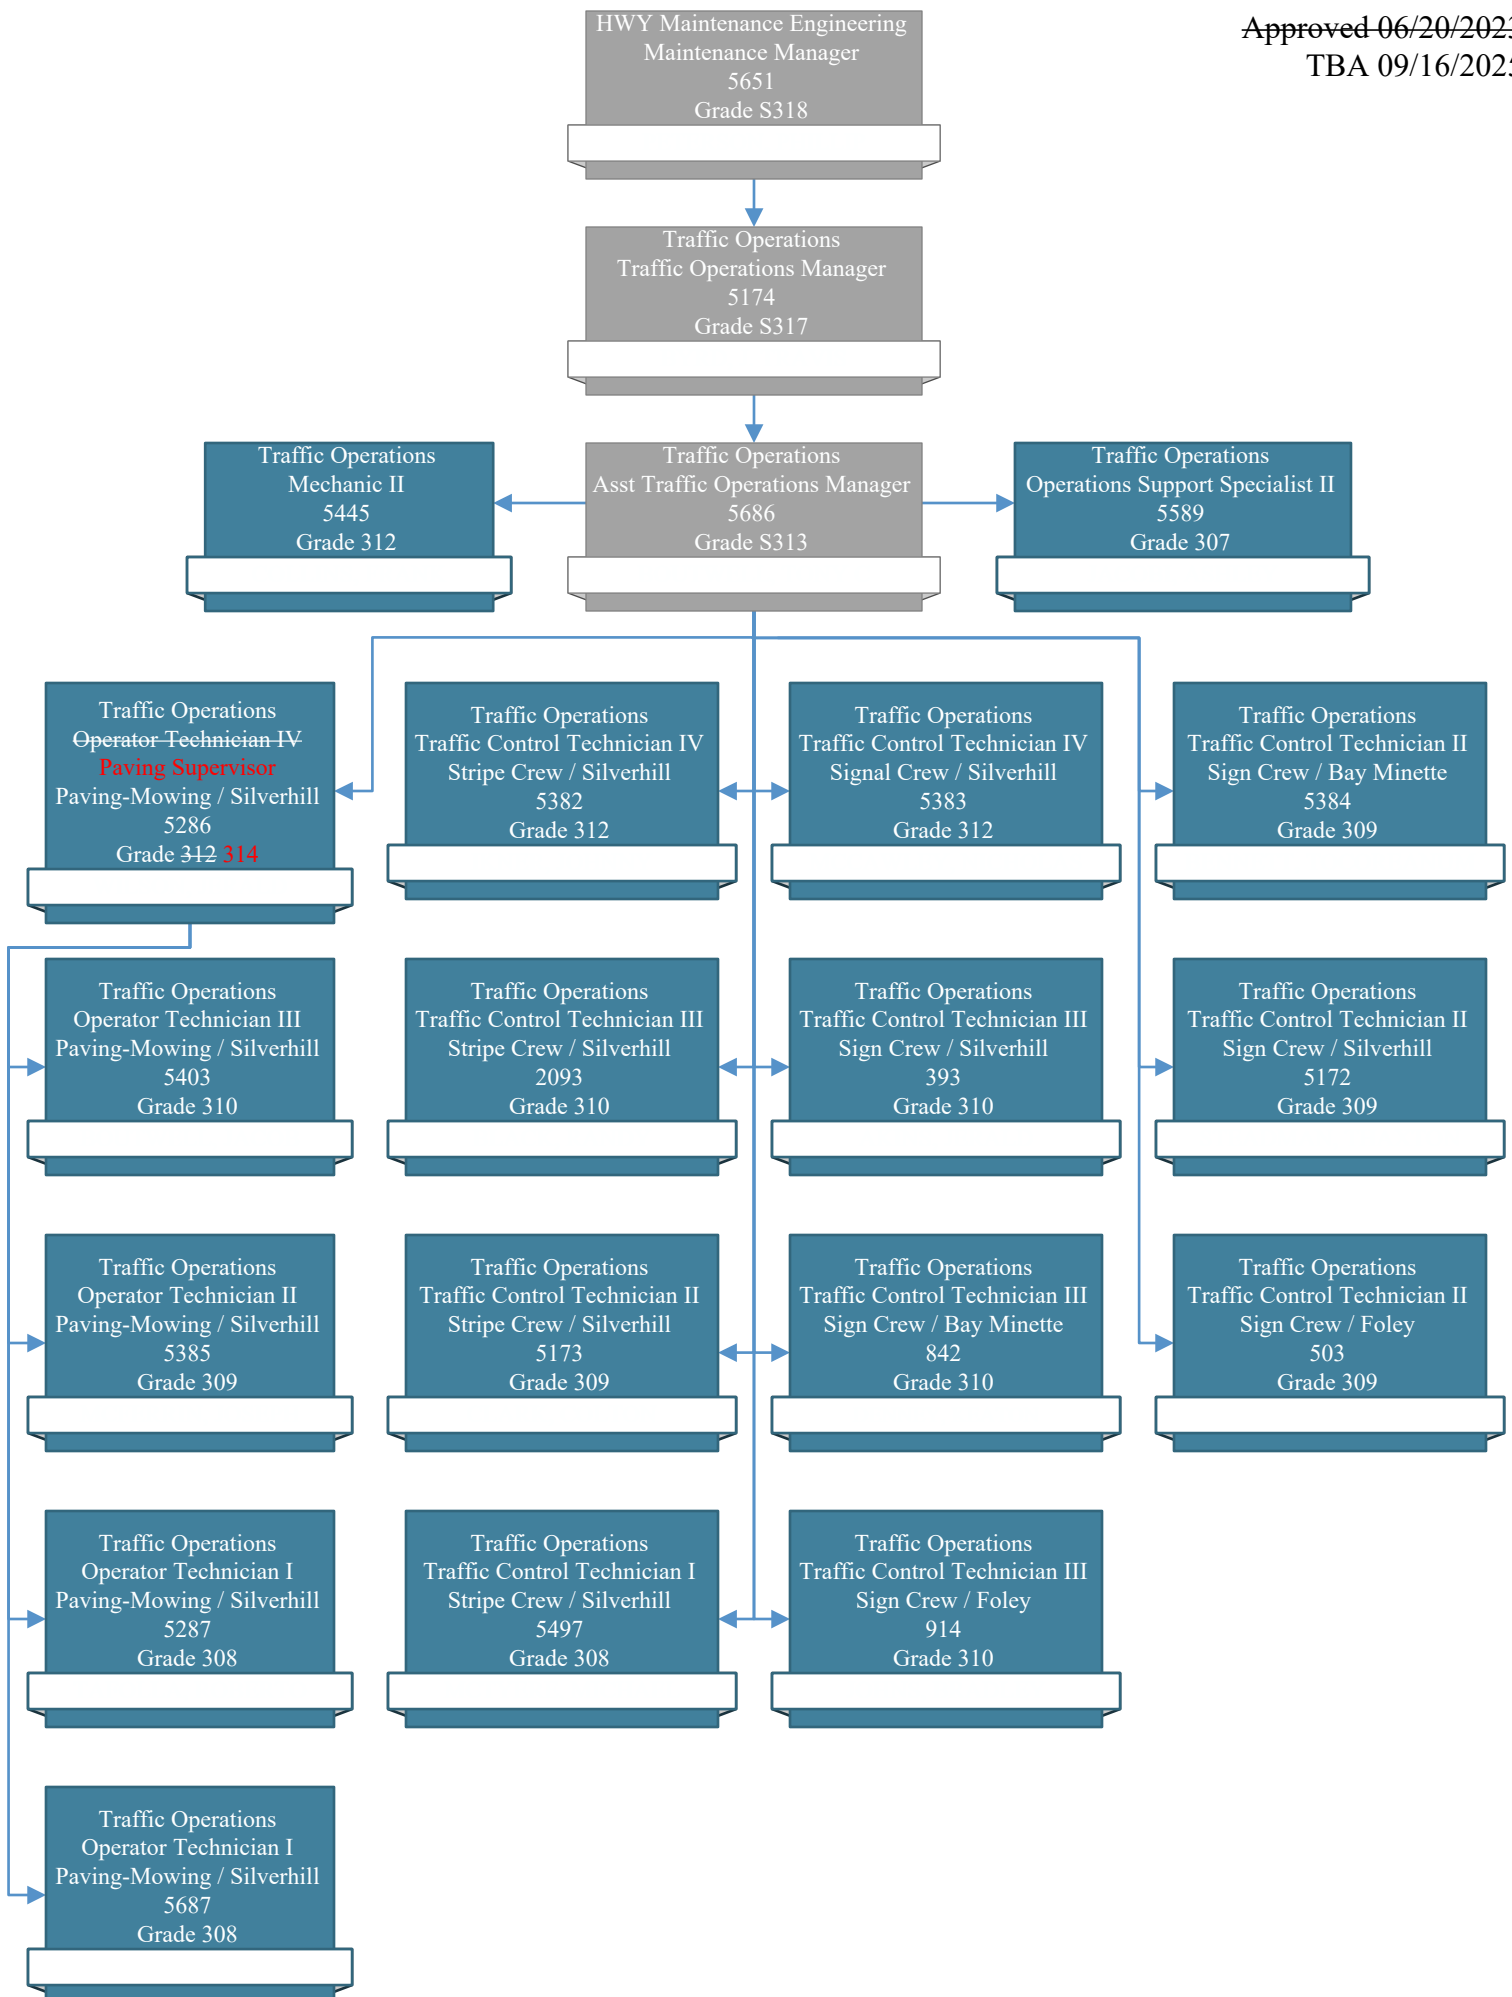 HWY Maintenance Engineering
Maintenance Manager
5651
Grade S318
Approved 06/20/2023
TBA 09/16/2025
Traffic Operations
Traffic Operations Manager
5174
Grade S317
Traffic Operations
Mechanic II
5445
Grade 312
Traffic Operations
Asst Traffic Operations Manager
5686
Grade S313
Traffic Operations
Operations Support Specialist II
5589
Grade 307
Traffic Operations
Operator Technician IV
Paving Supervisor
Paving-Mowing / Silverhill
5286
Grade 312 314
Traffic Operations
Traffic Control Technician IV
Stripe Crew / Silverhill
5382
Grade 312
Traffic Operations
Traffic Control Technician IV
Signal Crew / Silverhill
5383
Grade 312
Traffic Operations
Traffic Control Technician II
Sign Crew / Bay Minette
5384
Grade 309
Traffic Operations
Operator Technician III
Paving-Mowing / Silverhill
5403
Grade 310
Traffic Operations
Traffic Control Technician III
Stripe Crew / Silverhill
2093
Grade 310
Traffic Operations
Traffic Control Technician III
Sign Crew / Silverhill
393
Grade 310
Traffic Operations
Traffic Control Technician II
Sign Crew / Silverhill
5172
Grade 309
Traffic Operations
Operator Technician II
Paving-Mowing / Silverhill
5385
Grade 309
Traffic Operations
Traffic Control Technician II
Stripe Crew / Silverhill
5173
Grade 309
Traffic Operations
Traffic Control Technician III
Sign Crew / Bay Minette
842
Grade 310
Traffic Operations
Traffic Control Technician II
Sign Crew / Foley
503
Grade 309
Traffic Operations
Operator Technician I
Paving-Mowing / Silverhill
5287
Grade 308
Traffic Operations
Traffic Control Technician I
Stripe Crew / Silverhill
5497
Grade 308
Traffic Operations
Traffic Control Technician III
Sign Crew / Foley
914
Grade 310
Traffic Operations
Operator Technician I
Paving-Mowing / Silverhill
5687
Grade 308